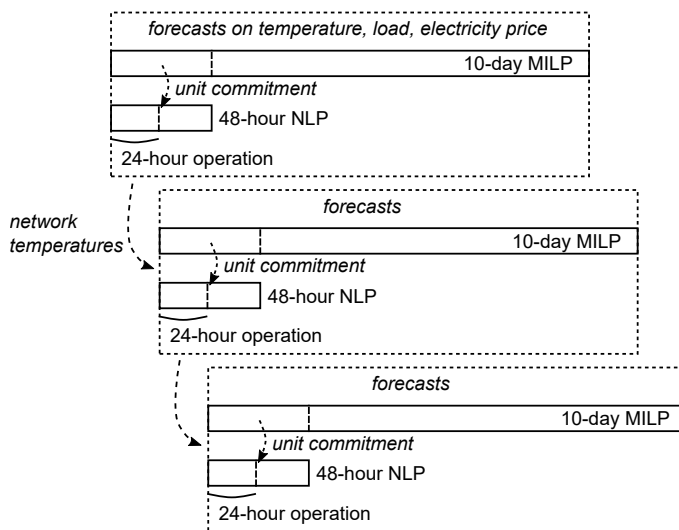 forecasts on temperature, load, electricity price
10-day MILP
unit commitment
48-hour NLP
24-hour operation
network
temperatures
forecasts
10-day MILP
unit commitment
48-hour NLP
24-hour operation
forecasts
10-day MILP
unit commitment
48-hour NLP
24-hour operation